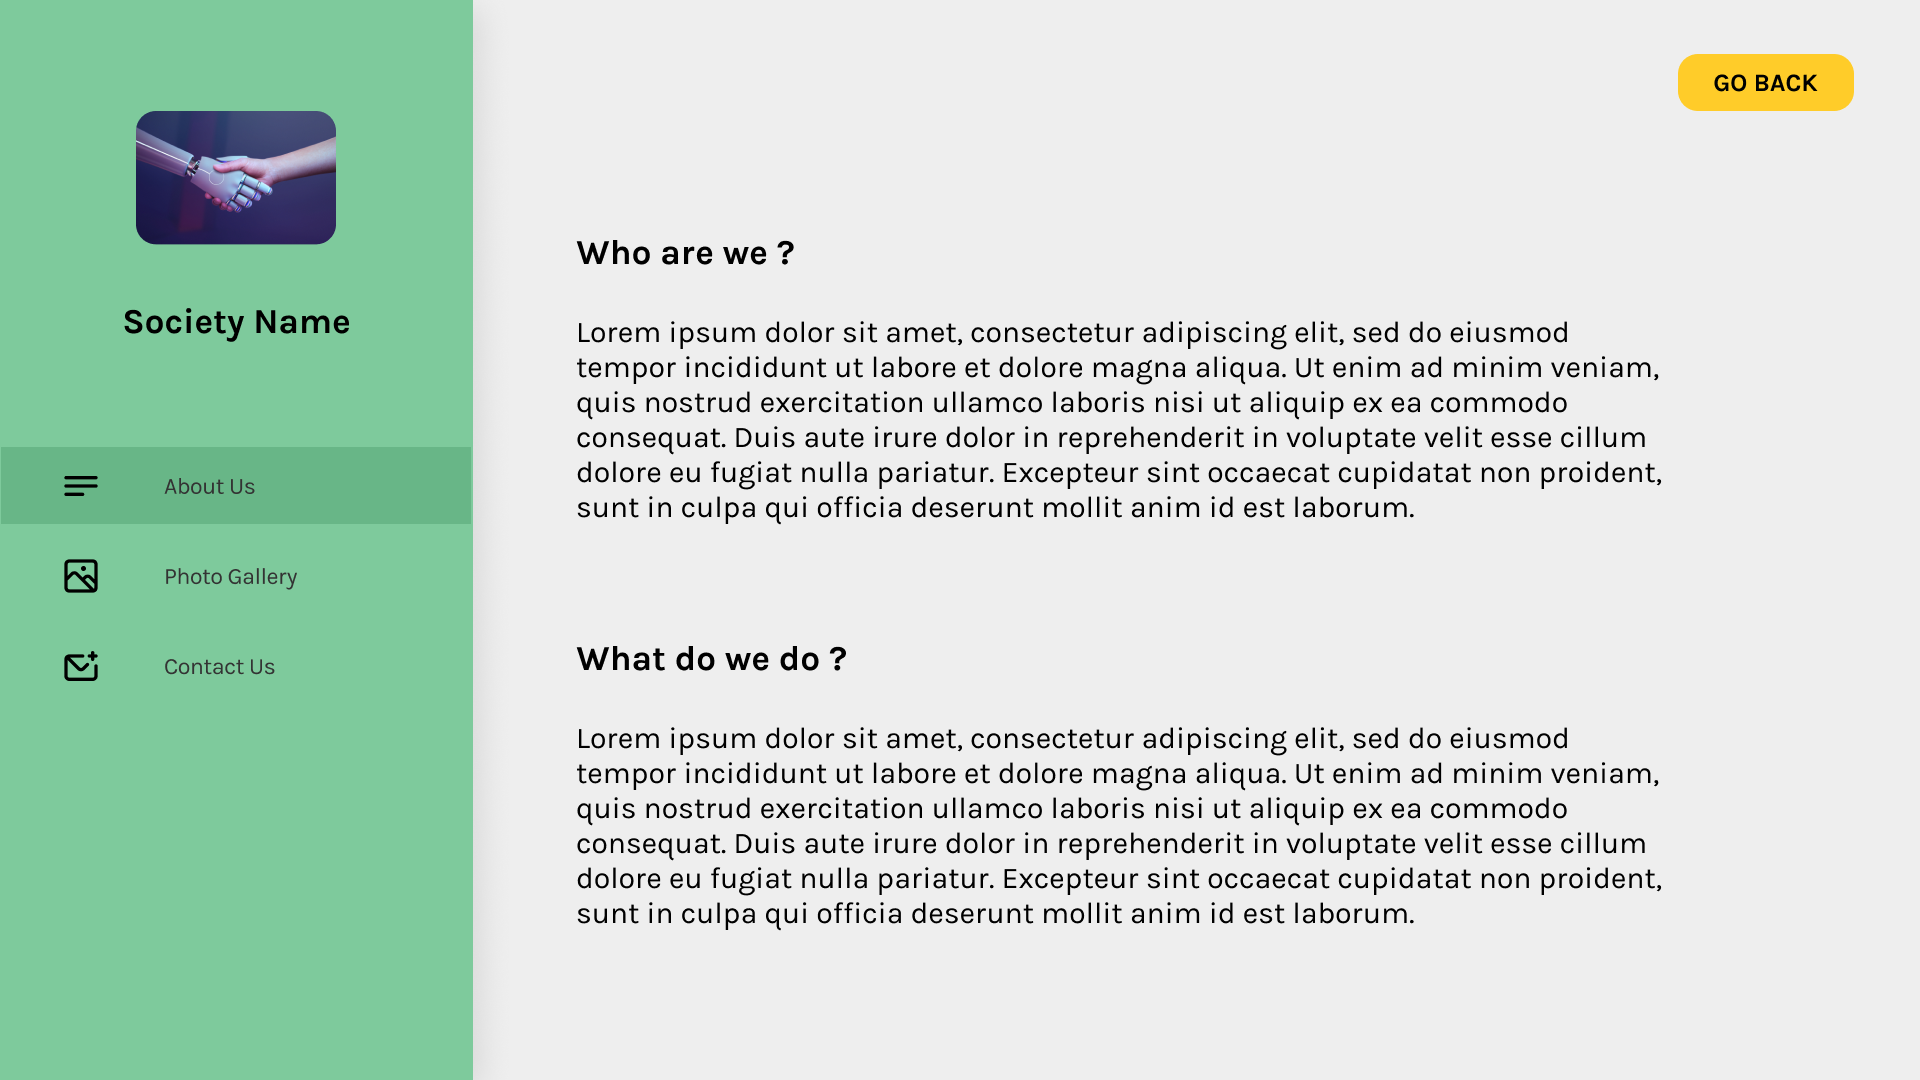 Society Name
About Us
Photo Gallery
Contact Us
GO BACK
Who are we ?
Lorem ipsum dolor sit amet, consectetur adipiscing elit, sed do eiusmod
tempor incididunt ut labore et dolore magna aliqua. Ut enim ad minim veniam,
quis nostrud exercitation ullamco laboris nisi ut aliquip ex ea commodo
consequat. Duis aute irure dolor in reprehenderit in voluptate velit esse cillum
dolore eu fugiat nulla pariatur. Excepteur sint occaecat cupidatat non proident,
sunt in culpa qui officia deserunt mollit anim id est laborum.
What do we do ?
Lorem ipsum dolor sit amet, consectetur adipiscing elit, sed do eiusmod
tempor incididunt ut labore et dolore magna aliqua. Ut enim ad minim veniam,
quis nostrud exercitation ullamco laboris nisi ut aliquip ex ea commodo
consequat. Duis aute irure dolor in reprehenderit in voluptate velit esse cillum
dolore eu fugiat nulla pariatur. Excepteur sint occaecat cupidatat non proident,
sunt in culpa qui officia deserunt mollit anim id est laborum.